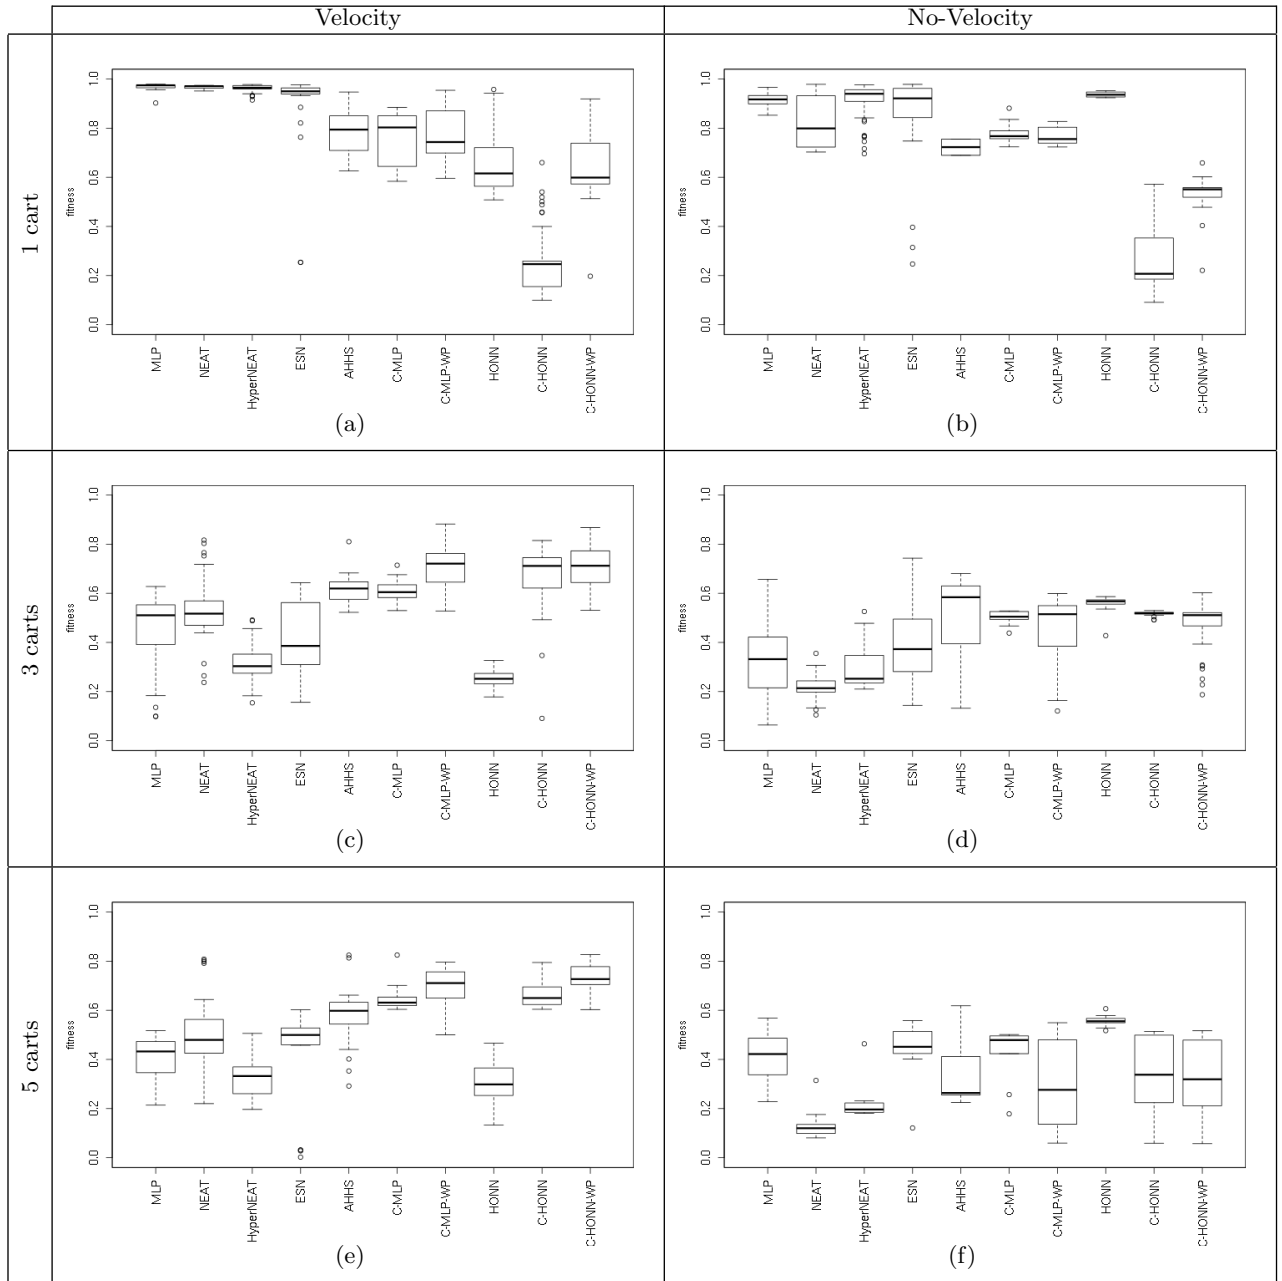 Velocity No-Velocity
1 cart
fitness
0.0 0.2 0.4 0.6 0.8 1.0
MLP NEAT HyperNEAT ESN AHHS C-MLP C-MLP-WP HONN C-HONN C-HONN-WP
(a)
fitness
0.0 0.2 0.4 0.6 0.8 1.0
MLP NEAT HyperNEAT ESN AHHS C-MLP C-MLP-WP HONN C-HONN C-HONN-WP
(b)
3 carts
fitness
0.0 0.2 0.4 0.6 0.8 1.0
MLP NEAT HyperNEAT ESN AHHS C-MLP C-MLP-WP HONN C-HONN C-HONN-WP
(c)
fitness
0.0 0.2 0.4 0.6 0.8 1.0
MLP NEAT HyperNEAT ESN AHHS C-MLP C-MLP-WP HONN C-HONN C-HONN-WP
(d)
5 carts
fitness
0.0 0.2 0.4 0.6 0.8 1.0
MLP NEAT HyperNEAT ESN AHHS C-MLP C-MLP-WP HONN C-HONN C-HONN-WP
(e)
fitness
0.0 0.2 0.4 0.6 0.8 1.0
MLP NEAT HyperNEAT ESN AHHS C-MLP C-MLP-WP HONN C-HONN C-HONN-WP
(f)